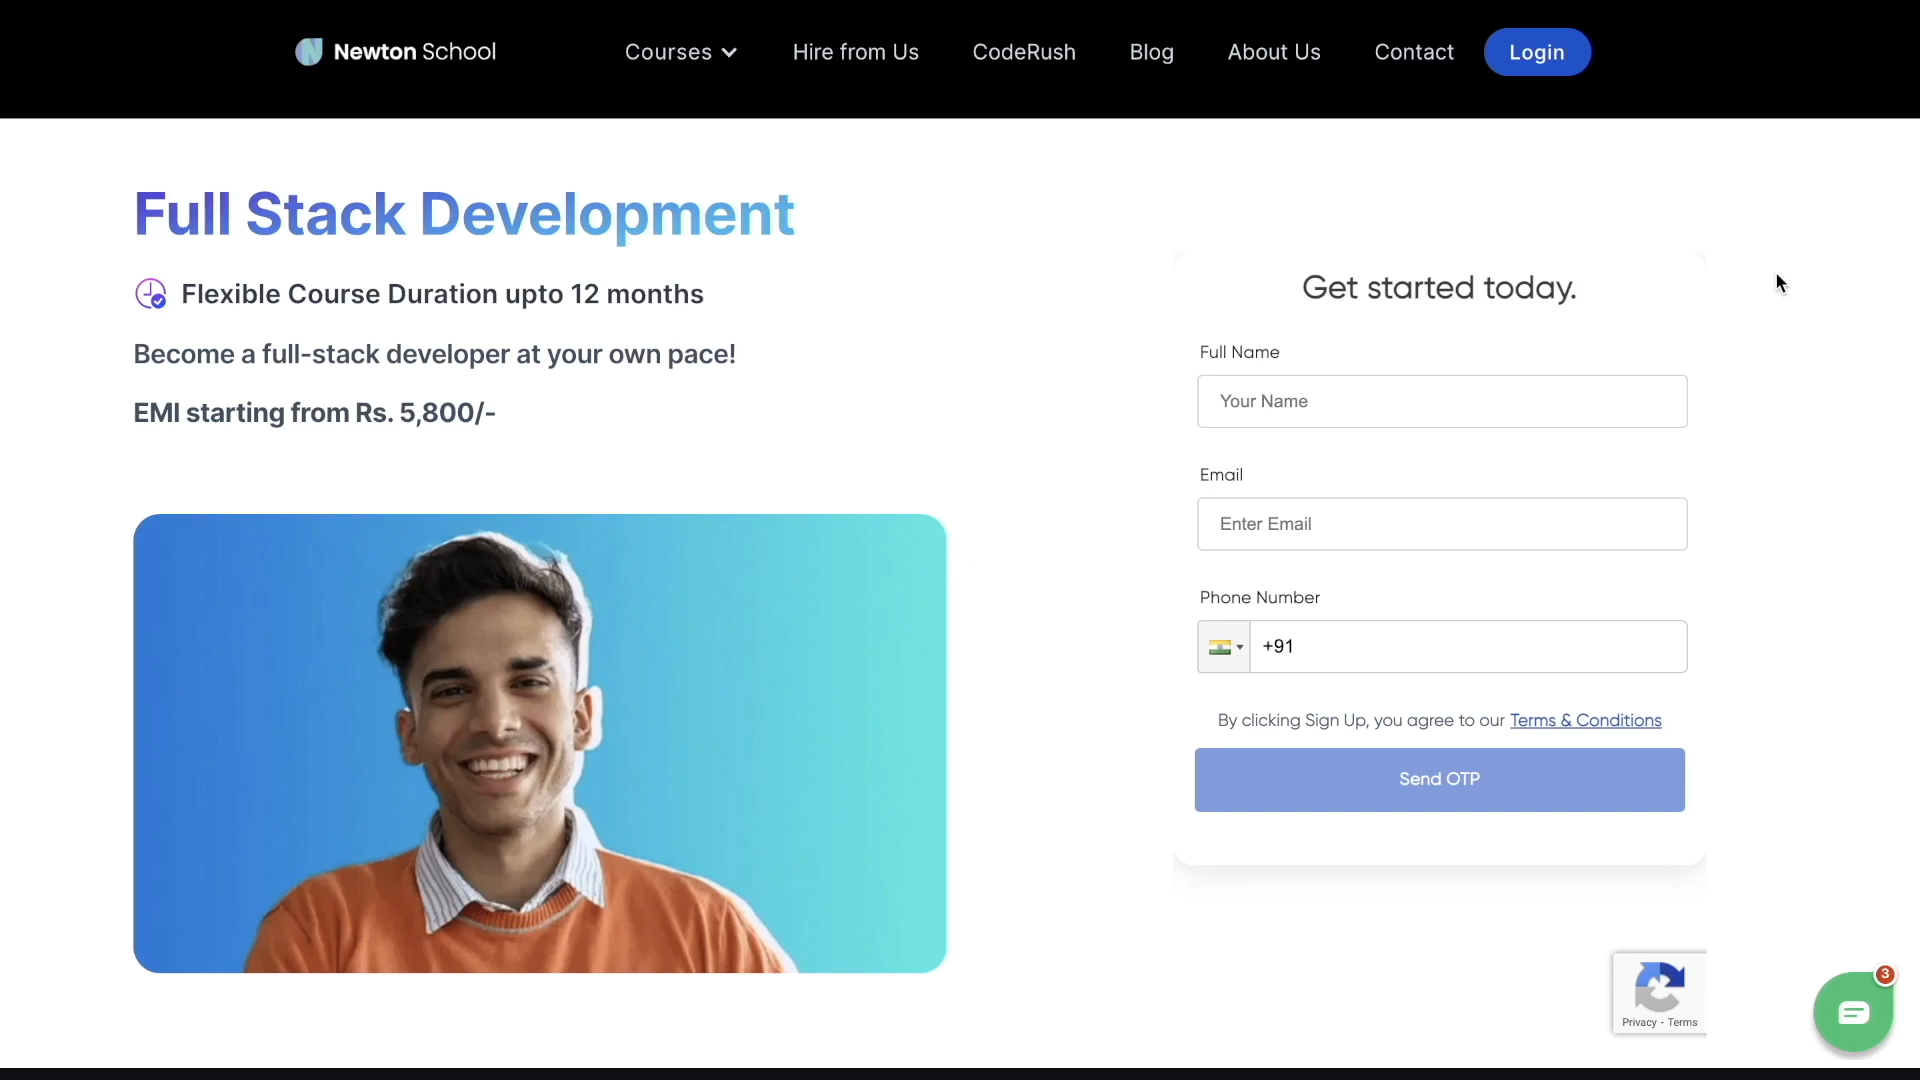 Newton School
Courses
Hire from Us
CodeRush
Blog
About Us
Contact
Login
Full Stack Development
Flexible Course Duration upto 12 months
Become a full-stack developer at your own pace!
EMI starting from Rs. 5,800/-
Get started today.
Full Name
Your Name
Email
Enter Email
Phone Number
+91
By clicking Sign Up, you agree to our Terms & Conditions
Send OTP
Privacy - Terms
3